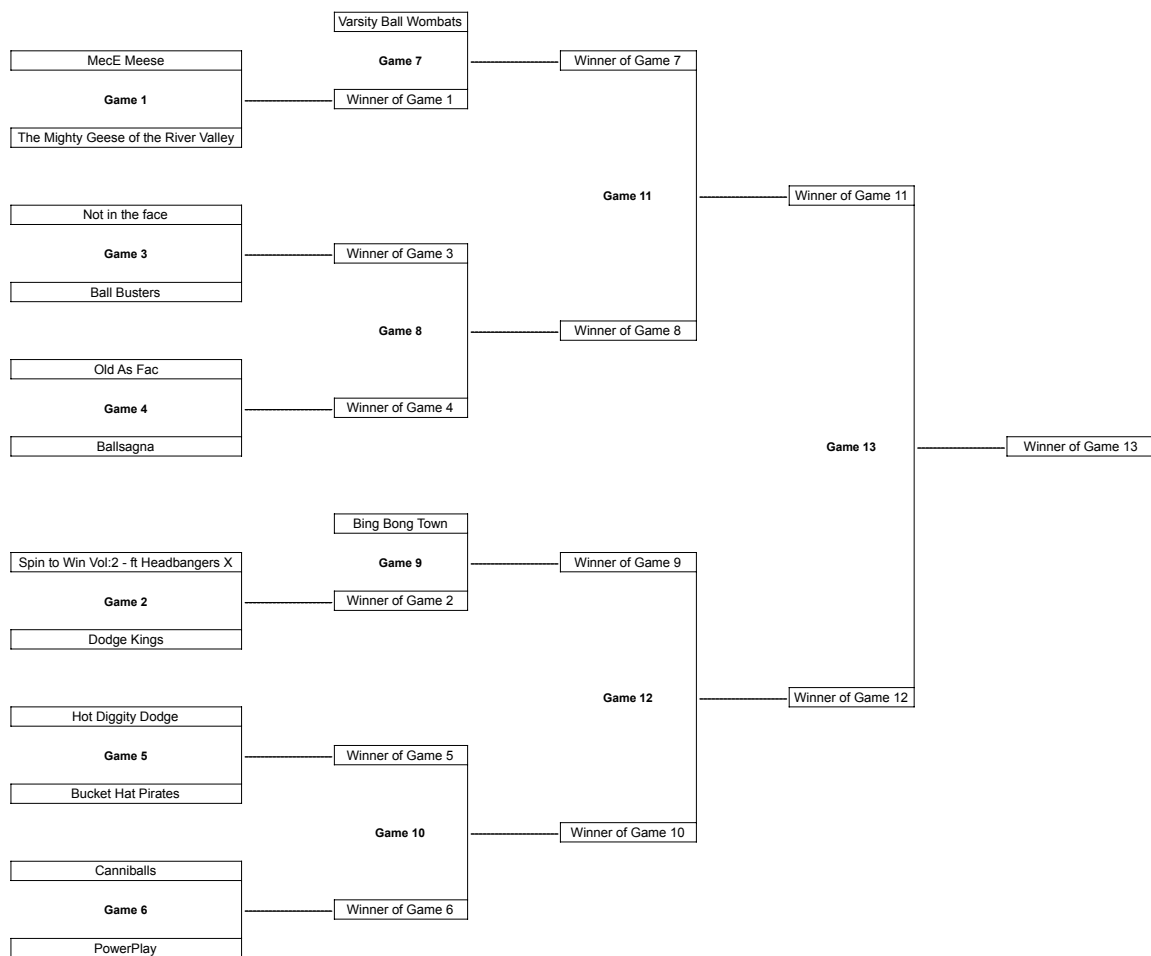 Varsity Ball Wombats
MecE Meese
Game 7
Winner of Game 7
Game 1
Winner of Game 1
The Mighty Geese of the River Valley
Game 11
Winner of Game 11
Not in the face
Game 3
Winner of Game 3
Ball Busters
Game 8
Winner of Game 8
Old As Fac
Game 4
Winner of Game 4
Ballsagna
Game 13
Winner of Game 13
Bing Bong Town
Spin to Win Vol:2 - ft Headbangers X
Game 9
Winner of Game 9
Game 2
Winner of Game 2
Dodge Kings
Game 12
Winner of Game 12
Hot Diggity Dodge
Game 5
Winner of Game 5
Bucket Hat Pirates
Game 10
Winner of Game 10
Canniballs
Game 6
Winner of Game 6
PowerPlay